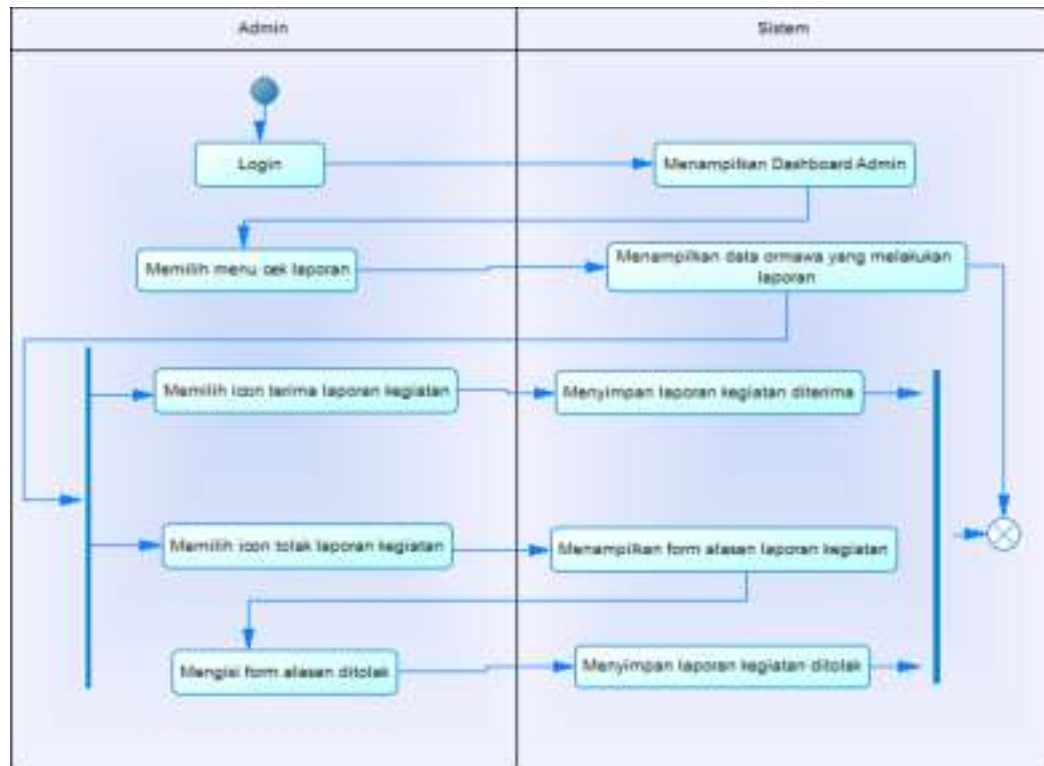 Admin
Sistem
Login
Menampilkan Dashboard Admin
Memilih menu cek laporan
Menampilkan data ormawa yang melakukan
laporan
Memilih icon terima laporan kegiatan
Menyimpan laporan kegiatan diterima
Memilih icon tolak laporan kegiatan
Menampilkan form alasan laporan kegiatan
Mengisi form alasan ditolak
Menyimpan laporan kegiatan ditolak